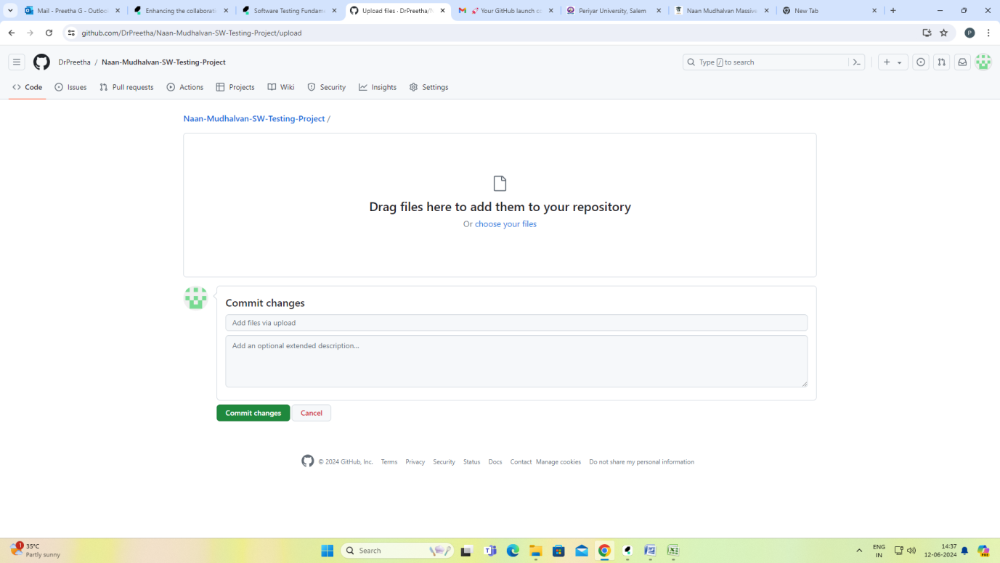 Mail - Preetha G - Outloo
Enhancing the collaborati
Software Testing Fundam
Upload files · DrPreetha/N
Your GitHub launch co
Periyar University, Salem
Naan Mudhalvan Massive
New Tab
github.com/DrPreetha/Naan-Mudhalvan-SW-Testing-Project/upload
P
DrPreetha / Naan-Mudhalvan-SW-Testing-Project
Type / to search
Code Issues Pull requests Actions Projects Wiki Security Insights Settings
Naan-Mudhalvan-SW-Testing-Project /
Drag files here to add them to your repository
Or choose your files
Commit changes
Add files via upload
Add an optional extended description...
Commit changes Cancel
© 2024 GitHub, Inc. Terms Privacy Security Status Docs Contact Manage cookies Do not share my personal information
1
35°C
Partly sunny
Search
ENG
IN
14:37
12-06-2024
PRE